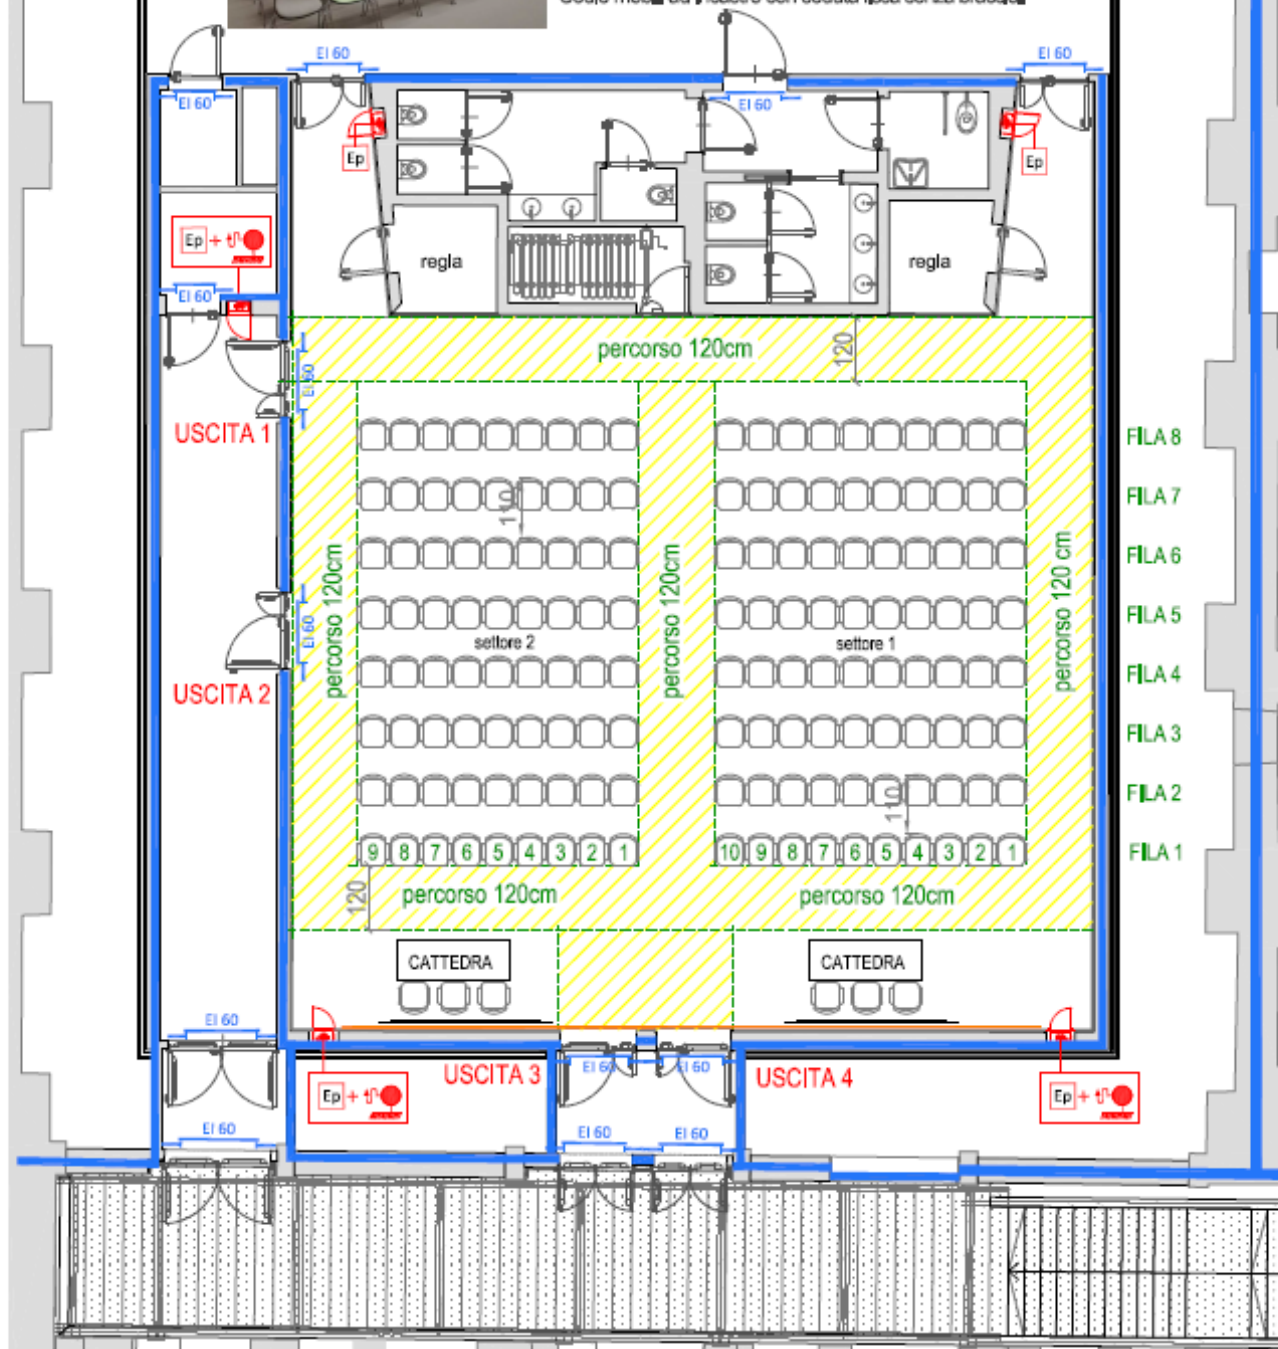 EI 60
EI 60
EI 60
EI 60
Ep
Ep
Ep +
regia
regia
EI 60
percorso 120cm
120
EI 60
USCITA 1
FILA 8
FILA 7
110
FILA 6
percorso 120cm
percorso 120cm
percorso 120 cm
FILA 5
EI 60
settore 2
settore 1
FILA 4
USCITA 2
FILA 3
FILA 2
110
9 8 7 6 5 4 3 2 1
10 9 8 7 6 5 4 3 2 1
FILA 1
120
percorso 120cm
percorso 120cm
CATTEDRA
CATTEDRA
EI 60
EI 60
EI 60
USCITA 3
USCITA 4
Ep +
Ep +
EI 60
EI 60
EI 60